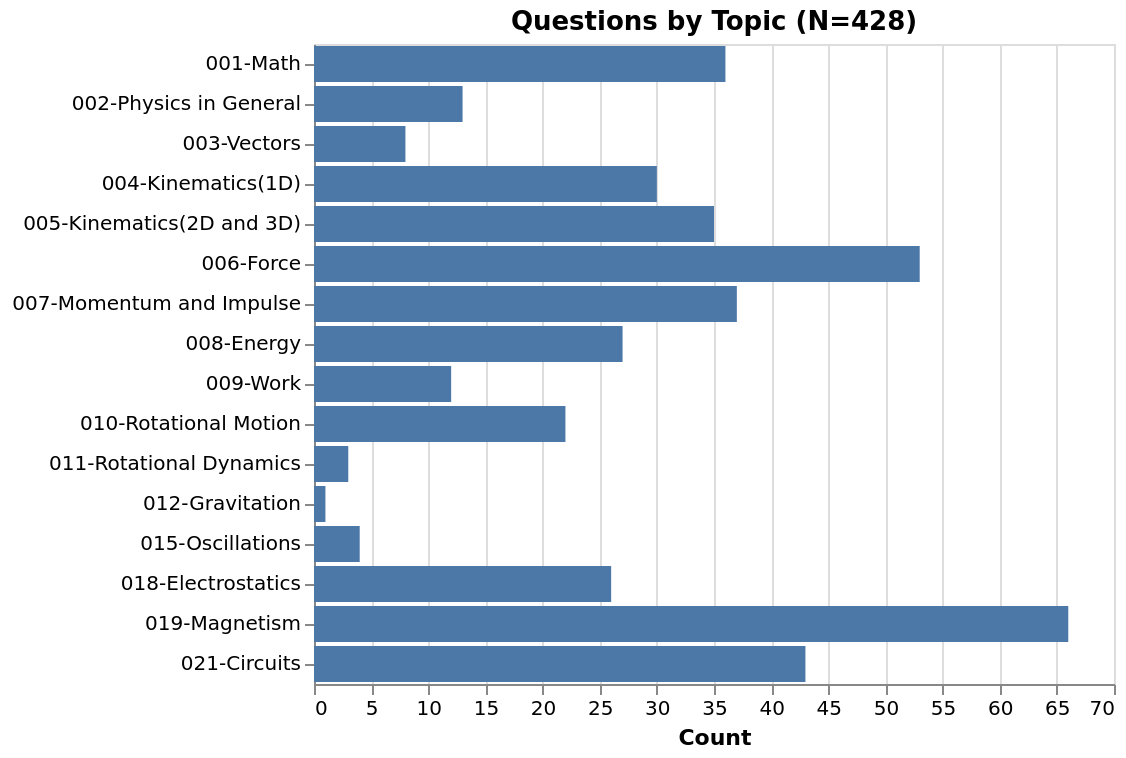 Questions by Topic (N=428)
001-Math
002-Physics in General
003-Vectors
004-Kinematics(1D)
005-Kinematics(2D and 3D)
006-Force
007-Momentum and Impulse
008-Energy
009-Work
010-Rotational Motion
011-Rotational Dynamics
012-Gravitation
015-Oscillations
018-Electrostatics
019-Magnetism
021-Circuits
0 5 10 15 20 25 30 35 40 45 50 55 60 65 70
Count